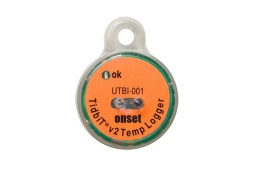 ok
UTBI-001
onset
TidbiT® v2 Temp Logger